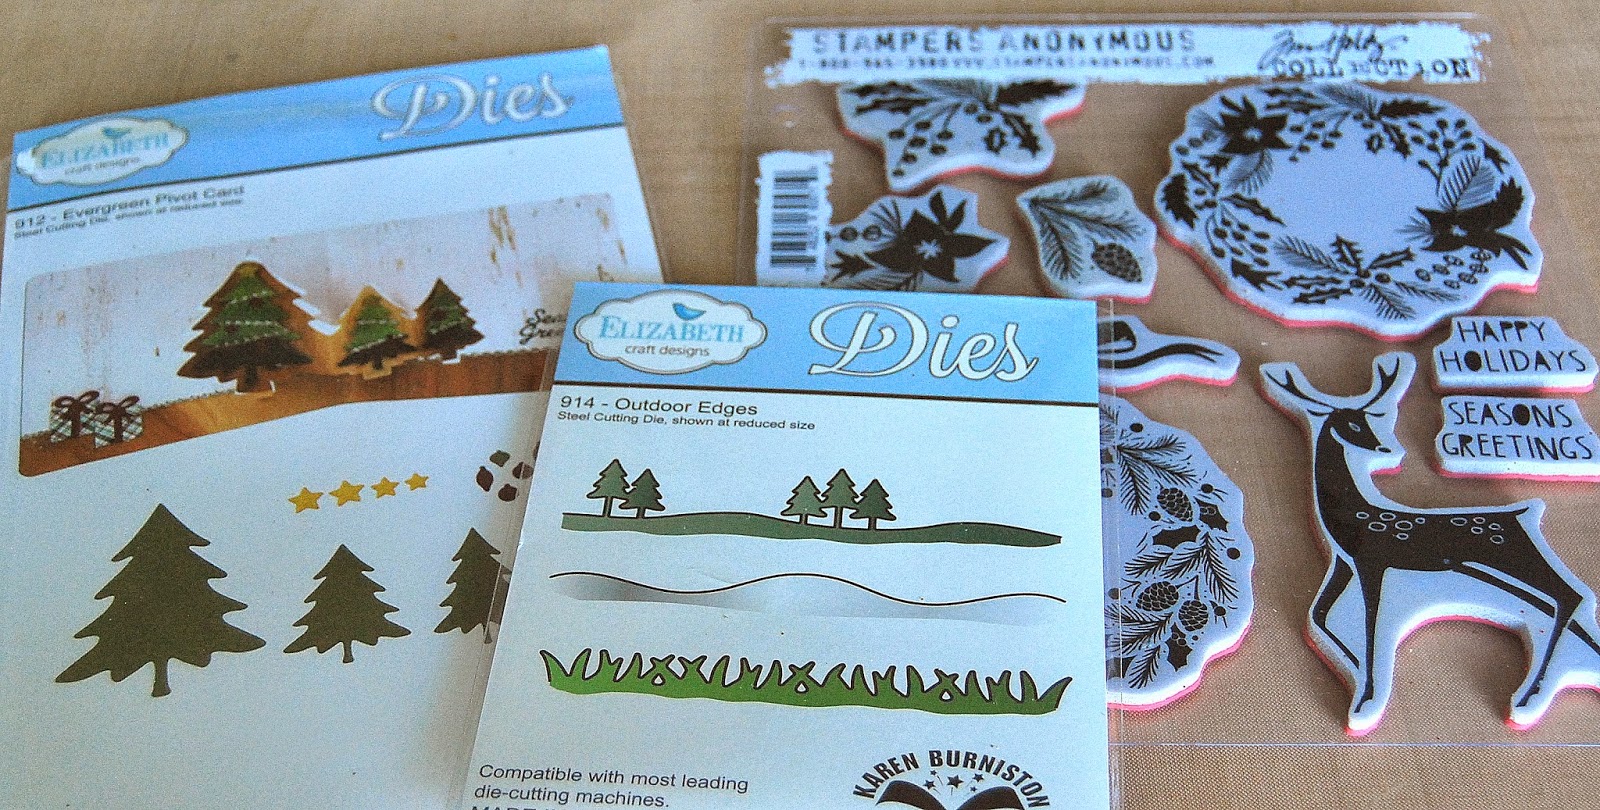 Dies
ELIZABETH
craft designs
912 - Evergreen Pivot Card
Steel Cutting Die, shown at reduced size
ELIZABETH
craft designs
Dies
914 - Outdoor Edges
Steel Cutting Die, shown at reduced size
Compatible with most leading
die-cutting machines.
KAREN BURNISTON
STAMPERS ANONYMOUS
Tim Holtz
COLLECTION
HAPPY
HOLIDAYS
SEASONS
GREETINGS